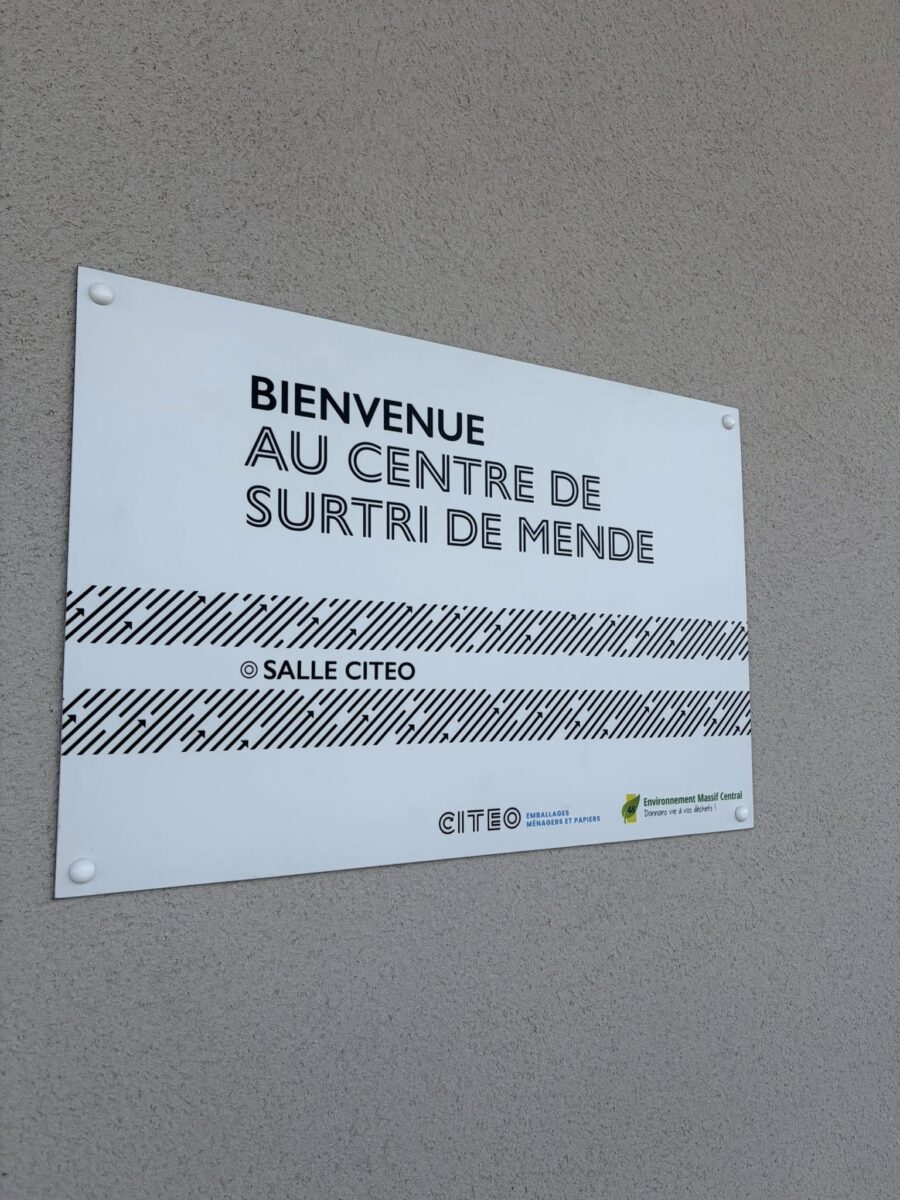 BIENVENUE
AU CENTRE DE
SURTRI DE MENDE
SALLE CITEO
CITEO
EMBALLAGES
MÉNAGERS ET PAPIERS
48
Environnement Massif Central
Donnons vie à vos déchets !